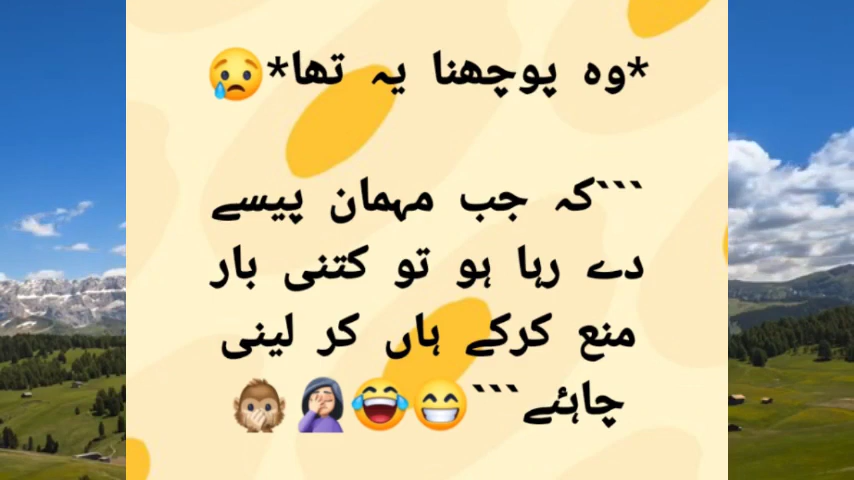 *وہ پوچھنا یہ تھا*😢
```کہ جب مہمان پیسے
دے رہا ہو تو کتنی بار
منع کرکے ہاں کر لینی
چاہئے```😁😂🤦🏻‍♀️🙊